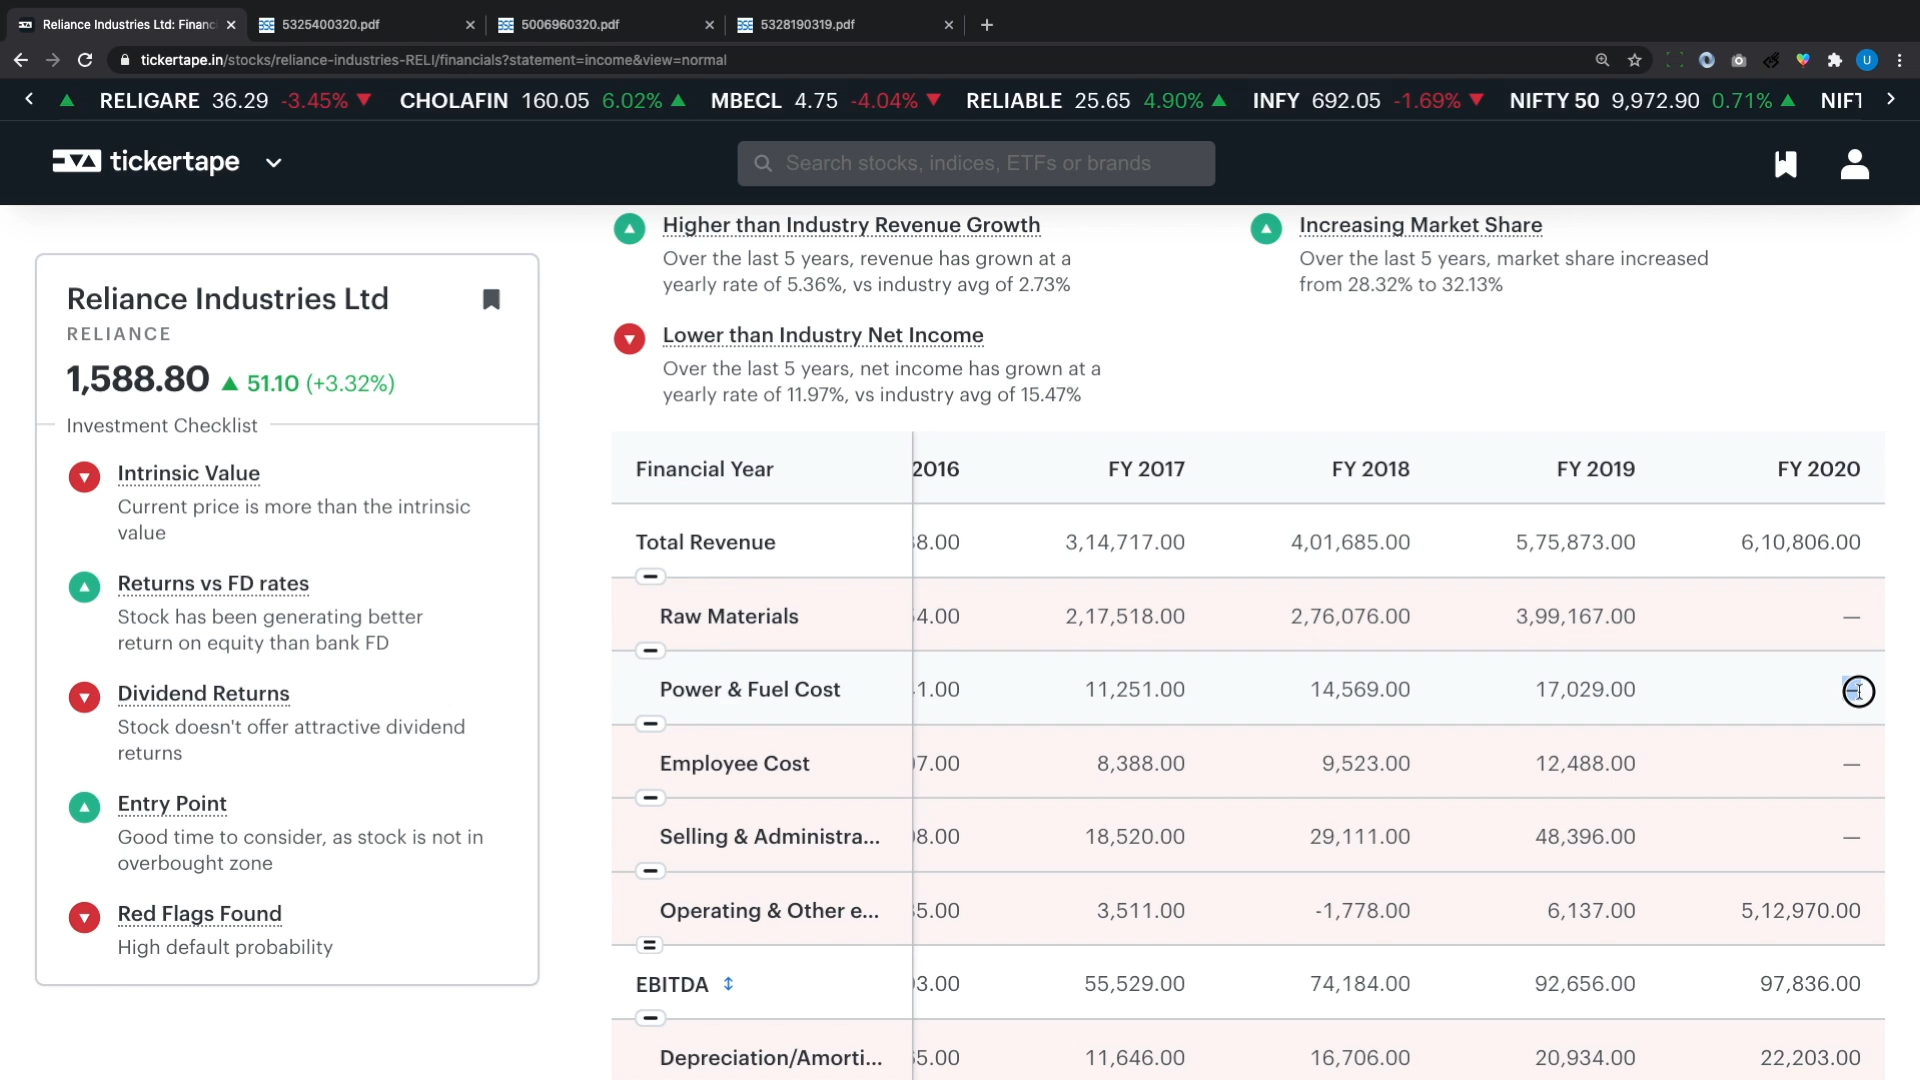 Reliance Industries Ltd: Financ
5325400320.pdf
5006960320.pdf
5328190319.pdf
tickertape.in/stocks/reliance-industries-RELI/financials?statement=income&view=normal
U
RELIGARE 36.29 -3.45% CHOLAFIN 160.05 6.02% MBECL 4.75 -4.04% RELIABLE 25.65 4.90% INFY 692.05 -1.69% NIFTY 50 9,972.90 0.71%
tickertape
Search stocks, indices, ETFs or brands
Reliance Industries Ltd
RELIANCE
1,588.80 51.10 (+3.32%)
Investment Checklist
Intrinsic Value
Current price is more than the intrinsic
value
Returns vs FD rates
Stock has been generating better
return on equity than bank FD
Dividend Returns
Stock doesn't offer attractive dividend
returns
Entry Point
Good time to consider, as stock is not in
overbought zone
Red Flags Found
High default probability
Higher than Industry Revenue Growth
Over the last 5 years, revenue has grown at a
yearly rate of 5.36%, vs industry avg of 2.73%
Increasing Market Share
Over the last 5 years, market share increased
from 28.32% to 32.13%
Lower than Industry Net Income
Over the last 5 years, net income has grown at a
yearly rate of 11.97%, vs industry avg of 15.47%
Financial Year 2016 FY 2017 FY 2018 FY 2019 FY 2020
Total Revenue 8.00 3,14,717.00 4,01,685.00 5,75,873.00 6,10,806.00
Raw Materials 4.00 2,17,518.00 2,76,076.00 3,99,167.00 —
Power & Fuel Cost 1.00 11,251.00 14,569.00 17,029.00 —
Employee Cost 7.00 8,388.00 9,523.00 12,488.00 —
Selling & Administra... 8.00 18,520.00 29,111.00 48,396.00 —
Operating & Other e... 5.00 3,511.00 -1,778.00 6,137.00 5,12,970.00
EBITDA 3.00 55,529.00 74,184.00 92,656.00 97,836.00
Depreciation/Amorti... 5.00 11,646.00 16,706.00 20,934.00 22,203.00